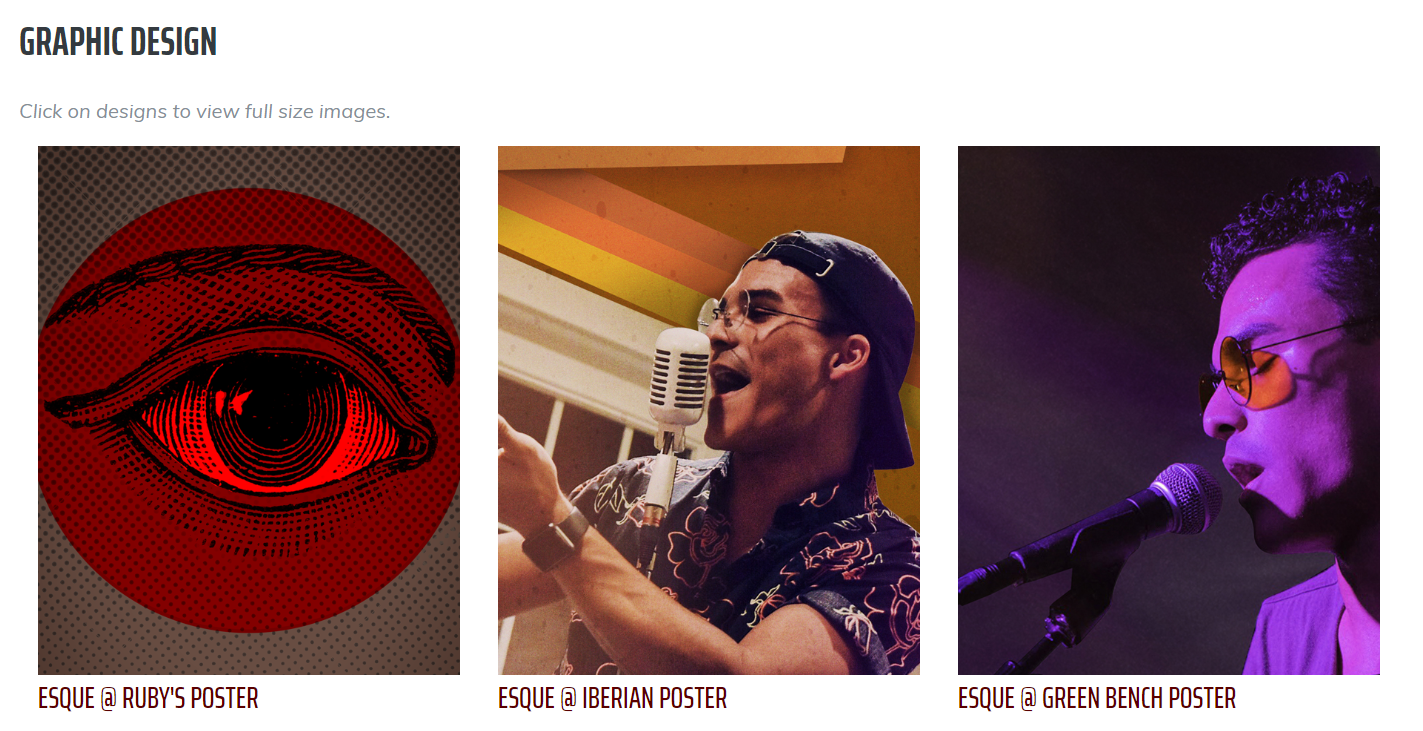 GRAPHIC DESIGN
Click on designs to view full size images.
ESQUE @ RUBY'S POSTER
ESQUE @ IBERIAN POSTER
ESQUE @ GREEN BENCH POSTER